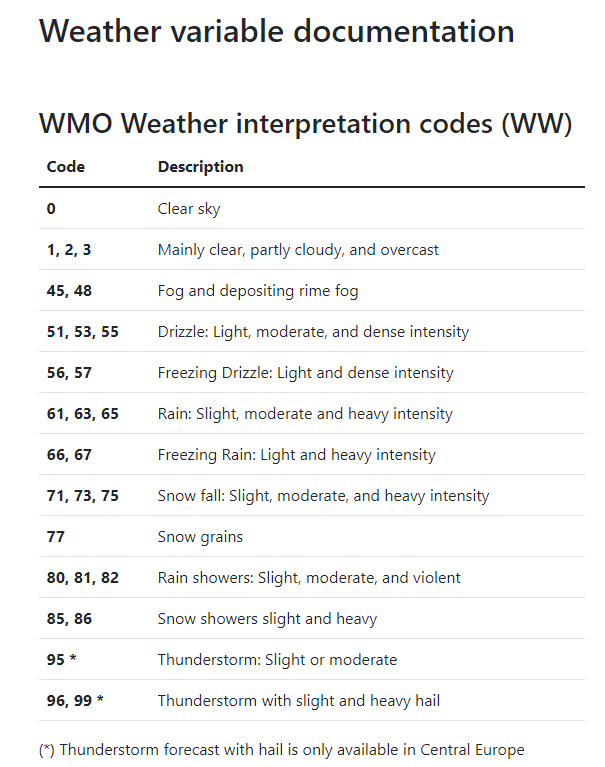 Weather variable documentation
WMO Weather interpretation codes (WW)
Code Description
0 Clear sky
1, 2, 3 Mainly clear, partly cloudy, and overcast
45, 48 Fog and depositing rime fog
51, 53, 55 Drizzle: Light, moderate, and dense intensity
56, 57 Freezing Drizzle: Light and dense intensity
61, 63, 65 Rain: Slight, moderate and heavy intensity
66, 67 Freezing Rain: Light and heavy intensity
71, 73, 75 Snow fall: Slight, moderate, and heavy intensity
77 Snow grains
80, 81, 82 Rain showers: Slight, moderate, and violent
85, 86 Snow showers slight and heavy
95 * Thunderstorm: Slight or moderate
96, 99 * Thunderstorm with slight and heavy hail
(*) Thunderstorm forecast with hail is only available in Central Europe